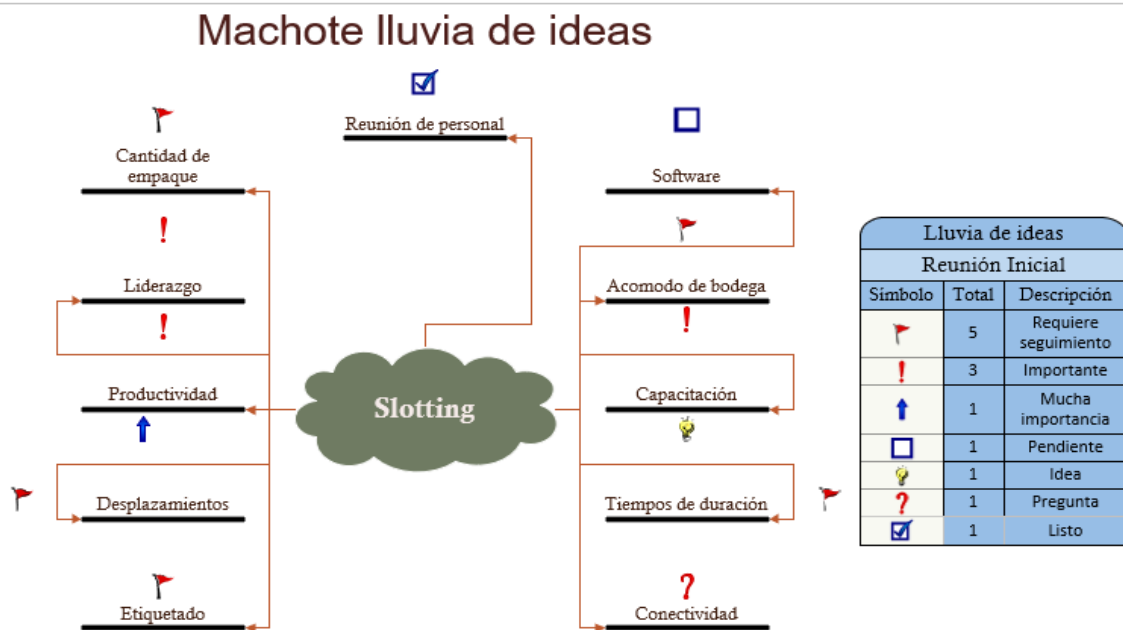 Machote lluvia de ideas
Reunión de personal
Cantidad de
empaque
Software
Liderazgo
Acomodo de bodega
Productividad
Slotting
Capacitación
Desplazamientos
Tiempos de duración
Etiquetado
Conectividad
Lluvia de ideas
Reunión Inicial
Símbolo Total Descripción
5 Requiere
seguimiento
3 Importante
1 Mucha
importancia
1 Pendiente
1 Idea
1 Pregunta
1 Listo